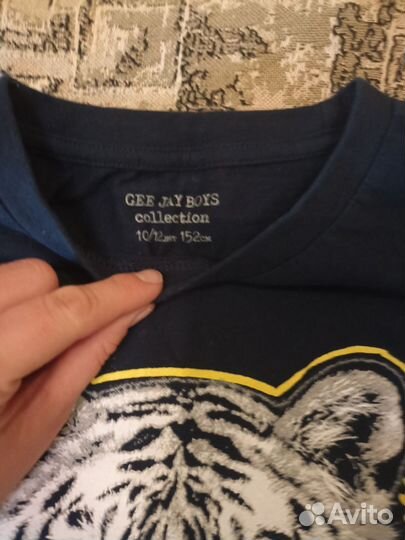 GEE JAY BOYS
collection
10/12лет 152см
Avito